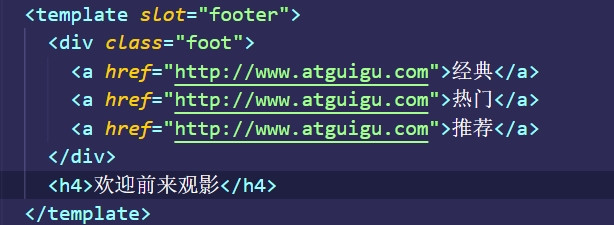 <template slot="footer">
<div class="foot">
<a href="http://www.atguigu.com">经典</a>
<a href="http://www.atguigu.com">热门</a>
<a href="http://www.atguigu.com">推荐</a>
</div>
<h4>欢迎前来观影</h4>
</template>